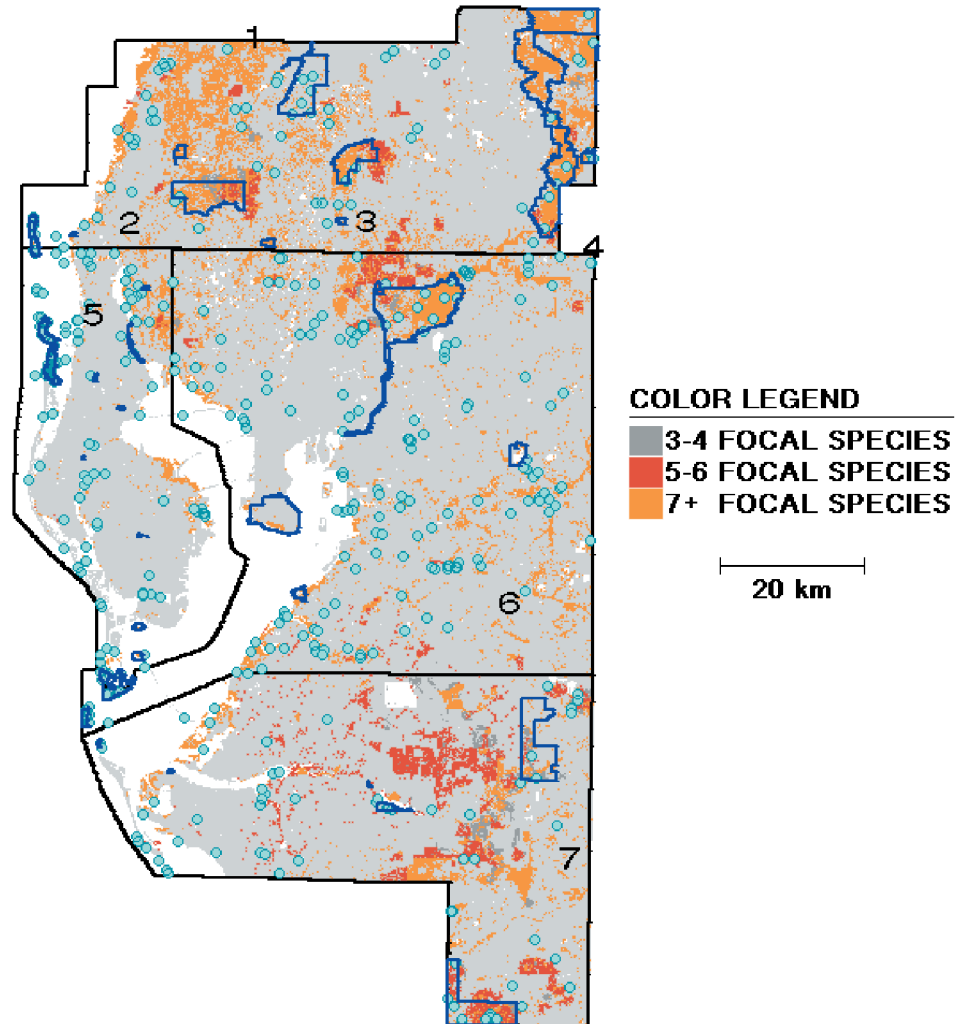 1
2
3
4
5
COLOR LEGEND
3-4 FOCAL SPECIES
5-6 FOCAL SPECIES
7+ FOCAL SPECIES
20 km
6
7